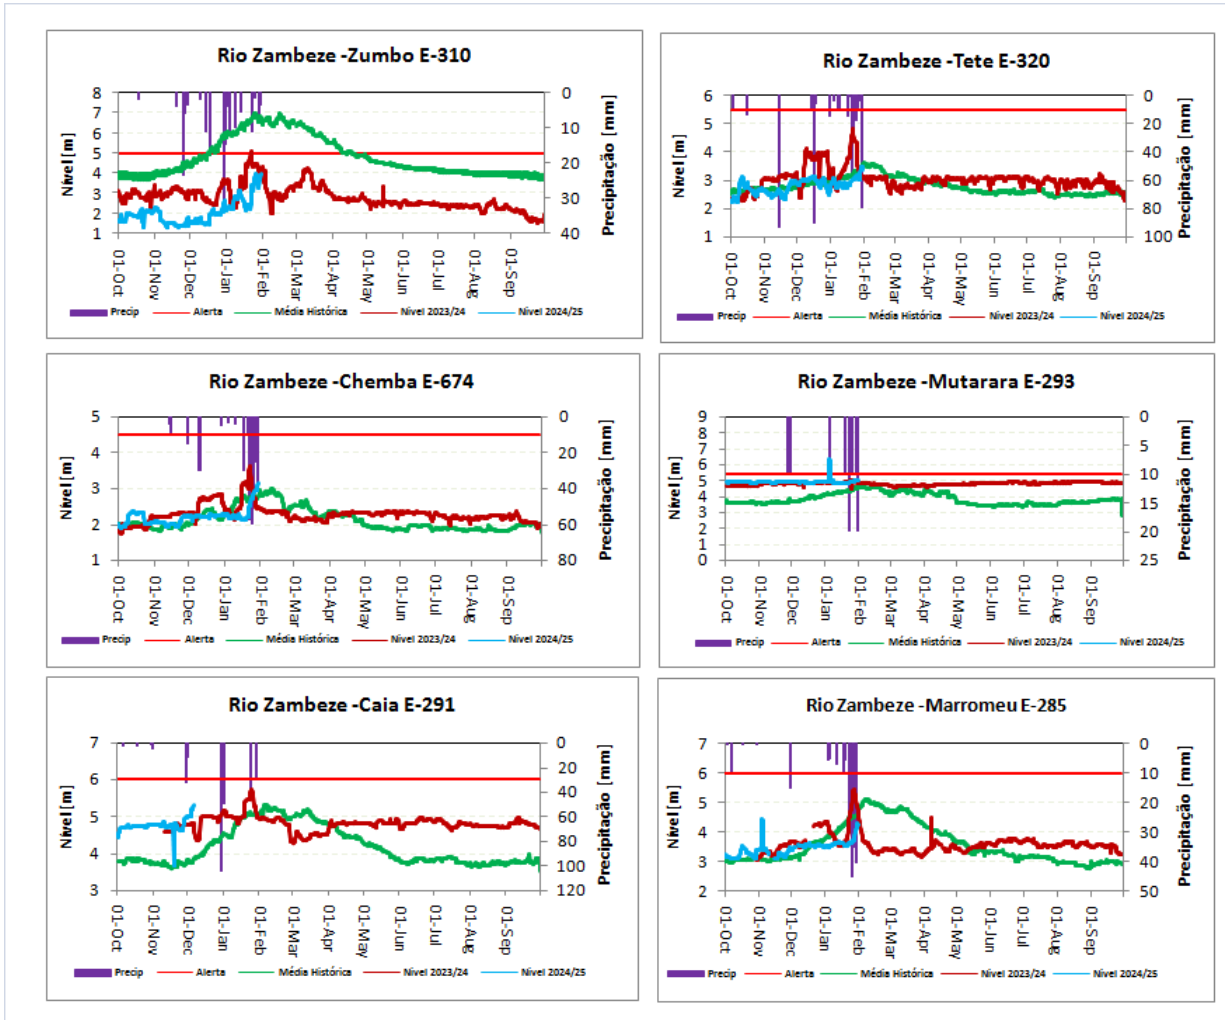 Rio Zambeze -Zumbo E-310
Nível [m]
8
7
6
5
4
3
2
1
0
10
20
30
40
Precipitação [mm]
01-Oct
01-Nov
01-Dec
01-Jan
01-Feb
01-Mar
01-Apr
01-May
01-Jun
01-Jul
01-Aug
01-Sep
Precip Alerta Média Histórica Nivel 2023/24 Nivel 2024/25
Rio Zambeze -Tete E-320
Nível [m]
6
5
4
3
2
1
0
20
40
60
80
100
Precipitação [mm]
01-Oct
01-Nov
01-Dec
01-Jan
01-Feb
01-Mar
01-Apr
01-May
01-Jun
01-Jul
01-Aug
01-Sep
Precip Alerta Média Histórica Nivel 2023/24 Nivel 2024/25
Rio Zambeze -Chemba E-674
Nível [m]
5
4
3
2
1
0
20
40
60
80
Precipitação [mm]
01-Oct
01-Nov
01-Dec
01-Jan
01-Feb
01-Mar
01-Apr
01-May
01-Jun
01-Jul
01-Aug
01-Sep
Precip Alerta Média Histórica Nivel 2023/24 Nivel 2024/25
Rio Zambeze -Mutarara E-293
Nível [m]
9
8
7
6
5
4
3
2
1
0
0
5
10
15
20
25
Precipitação [mm]
01-Oct
01-Nov
01-Dec
01-Jan
01-Feb
01-Mar
01-Apr
01-May
01-Jun
01-Jul
01-Aug
01-Sep
Precip Alerta Média Histórica Nivel 2023/24 Nivel 2024/25
Rio Zambeze -Caia E-291
Nível [m]
7
6
5
4
3
0
20
40
60
80
100
120
Precipitação [mm]
01-Oct
01-Nov
01-Dec
01-Jan
01-Feb
01-Mar
01-Apr
01-May
01-Jun
01-Jul
01-Aug
01-Sep
Precip Alerta Média Histórica Nivel 2023/24 Nivel 2024/25
Rio Zambeze -Marromeu E-285
Nível [m]
7
6
5
4
3
2
0
10
20
30
40
50
Precipitação [mm]
01-Oct
01-Nov
01-Dec
01-Jan
01-Feb
01-Mar
01-Apr
01-May
01-Jun
01-Jul
01-Aug
01-Sep
Precip Alerta Média Histórica Nivel 2023/24 Nivel 2024/25